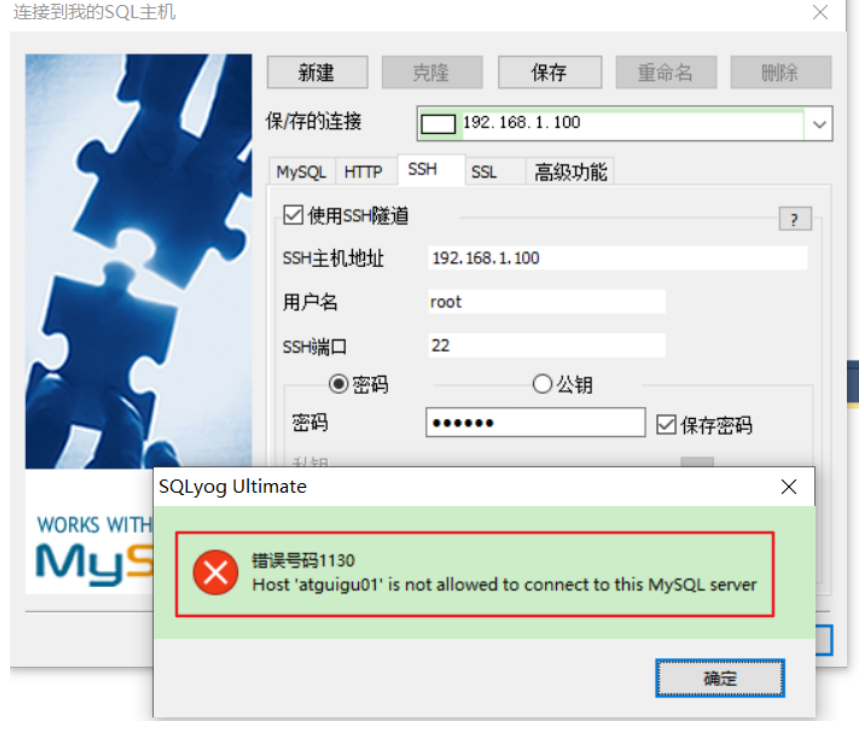 连接到我的SQL主机
新建 克隆 保存 重命名 删除
保/存的连接 192.168.1.100
MySQL HTTP SSH SSL 高级功能
使用SSH隧道 ?
SSH主机地址 192.168.1.100
用户名 root
SSH端口 22
密码 公钥
密码 •••••• 保存密码
私钥
SQLyog Ultimate
WORKS WITH
MyS
错误号码1130
Host 'atguigu01' is not allowed to connect to this MySQL server
确定